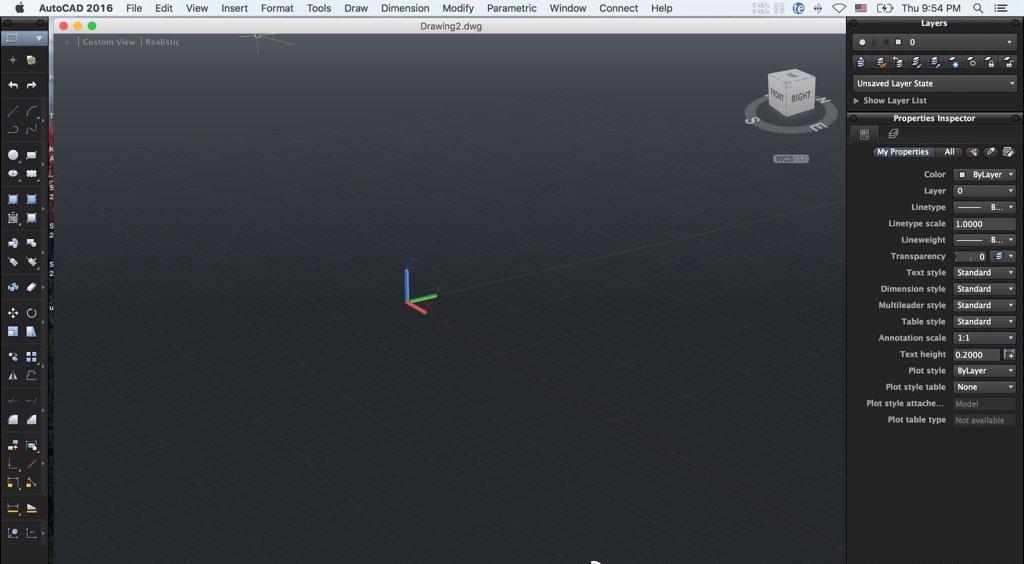 AutoCAD 2016 File Edit View Insert Format Tools Draw Dimension Modify Parametric Window Connect Help Thu 9:54 PM
Drawing2.dwg
+ | Custom View | Realistic
Layers
0
Unsaved Layer State
Show Layer List
TOP
FRONT RIGHT
S E N
WCS
Properties Inspector
My Properties All
Color ByLayer
Layer 0
Linetype B...
Linetype scale 1.0000
Lineweight B...
Transparency 0
Text style Standard
Dimension style Standard
Multileader style Standard
Table style Standard
Annotation scale 1:1
Text height 0.2000
Plot style ByLayer
Plot style table None
Plot style attache... Model
Plot table type Not available
Z
Y